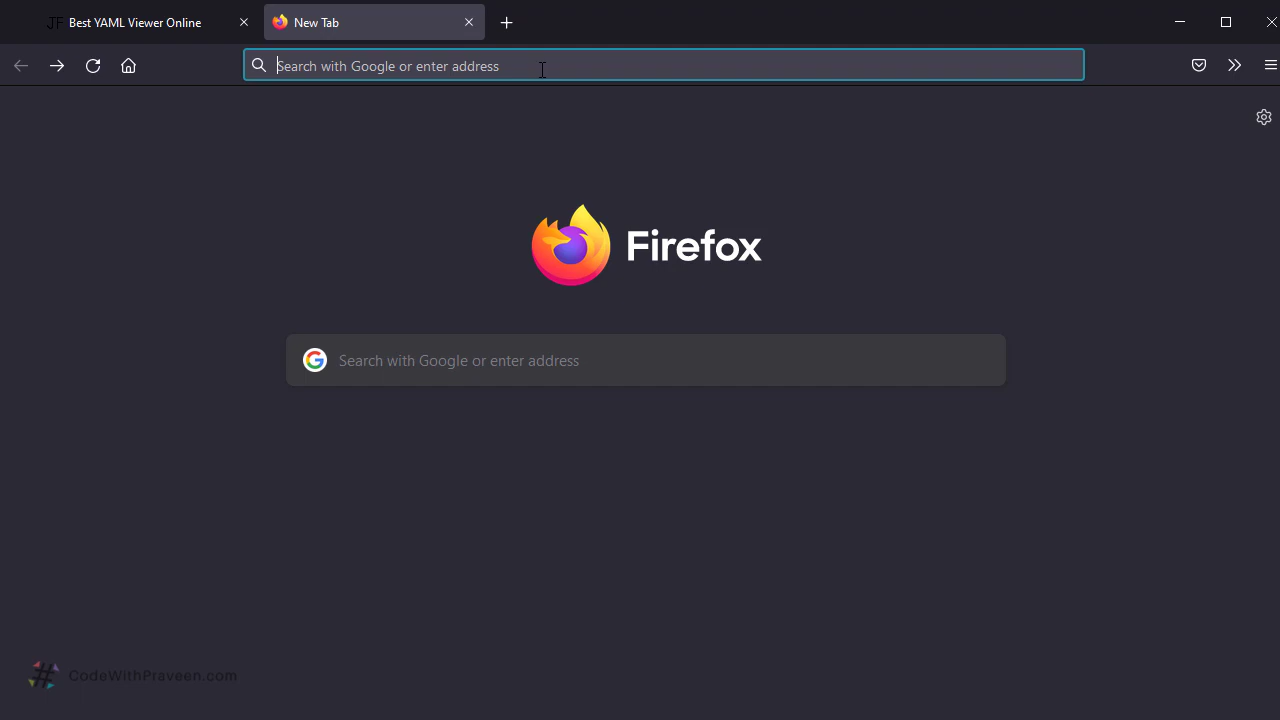 JF Best YAML Viewer Online
New Tab
Search with Google or enter address
Firefox
Search with Google or enter address
# CodeWithPraveen.com